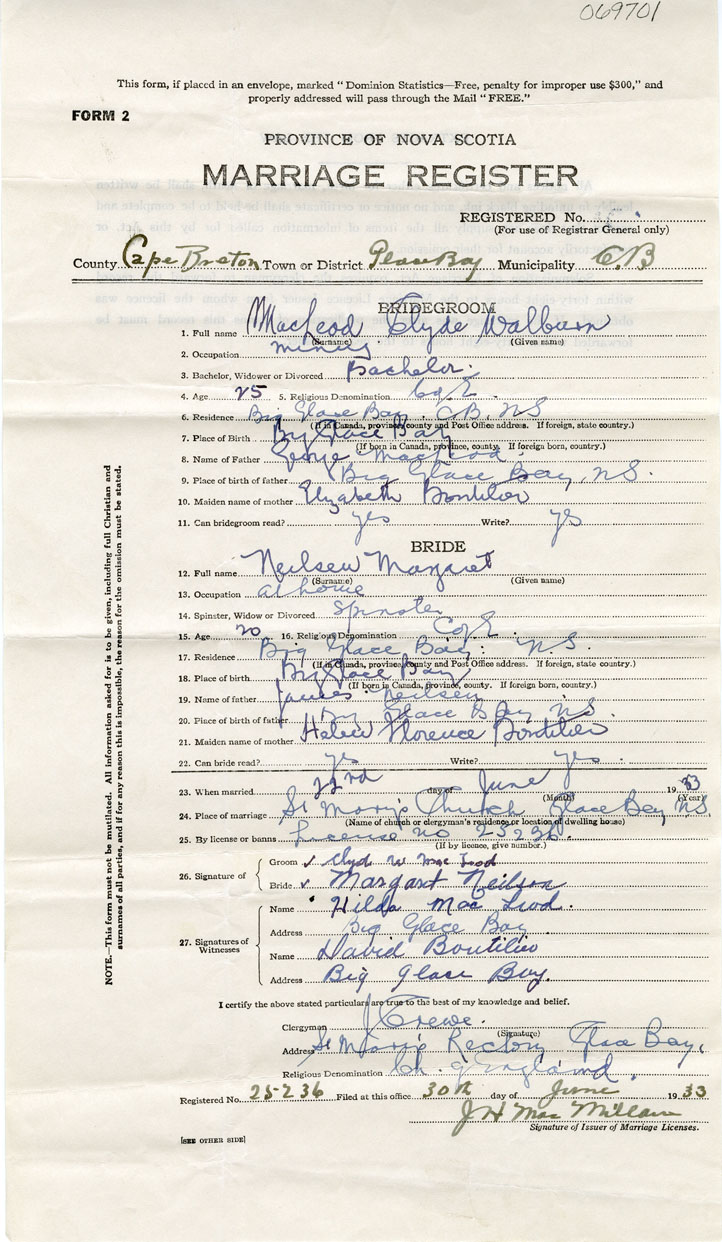 069701
This form, if placed in an envelope, marked " Dominion Statistics—Free, penalty for improper use $300," and
properly addressed will pass through the Mail " FREE."
FORM 2
PROVINCE OF NOVA SCOTIA
MARRIAGE REGISTER
REGISTERED No.
(For use of Registrar General only)
County Cape Breton Town or District Glace Bay Municipality C.B
BRIDEGROOM
1. Full name MacLeod Clyde Walburn
(Surname) (Given name)
2. Occupation mining
3. Bachelor, Widower or Divorced Bachelor.
4. Age 25 5. Religious Denomination C of E.
6. Residence Big Glace Bay. C.B. NS
(If in Canada, province, county and Post Office address. If foreign, state country.)
7. Place of Birth Big Glace Bay
(If born in Canada, province, county. If foreign born, country.)
8. Name of Father George MacLeod.
9. Place of birth of father Big Glace Bay, NS.
10. Maiden name of mother Elizabeth Boutilier
11. Can bridegroom read? yes Write? yes
BRIDE
12. Full name Neilsen Margaret
(Surname) (Given name)
13. Occupation at home
14. Spinster, Widow or Divorced Spinster
15. Age 20 16. Religious Denomination C of E.
17. Residence Big Glace Bay: N.S.
(If in Canada, province, county and Post Office address. If foreign, state country.)
18. Place of birth Big Glace Bay
(If born in Canada, province, county. If foreign born, country.)
19. Name of father James Neilsen
20. Place of birth of father Big Glace Bay NS.
21. Maiden name of mother Helen Florence Boutilier
22. Can bride read? yes Write? yes.
23. When married 22nd day of June 1933
(Month) (Year)
24. Place of marriage St Mary's Church Glace Bay NS.
(Name of church or clergyman's residence or location of dwelling house)
25. By license or banns License no 25236.
(If by licence, give number.)
26. Signature of Groom Clyde W MacLeod
Bride Margaret Neilson
27. Signatures of Witnesses
Name Hilda MacLeod.
Address Big Glace Bay
Name David Boutilier
Address Big Glace Bay.
I certify the above stated particulars are true to the best of my knowledge and belief.
Clergyman J Crewe.
(Signature)
Address St Mary's Rectory Glace Bay.
Religious Denomination Ch. of England.
Registered No. 25236 Filed at this office 30th day of June 1933
J H MacMillan
Signature of Issuer of Marriage Licenses.
[SEE OTHER SIDE]
NOTE.—This form must not be mutilated. All information asked for is to be given, including full Christian and
surnames of all parties, and if for any reason this is impossible, the reason for the omission must be stated.